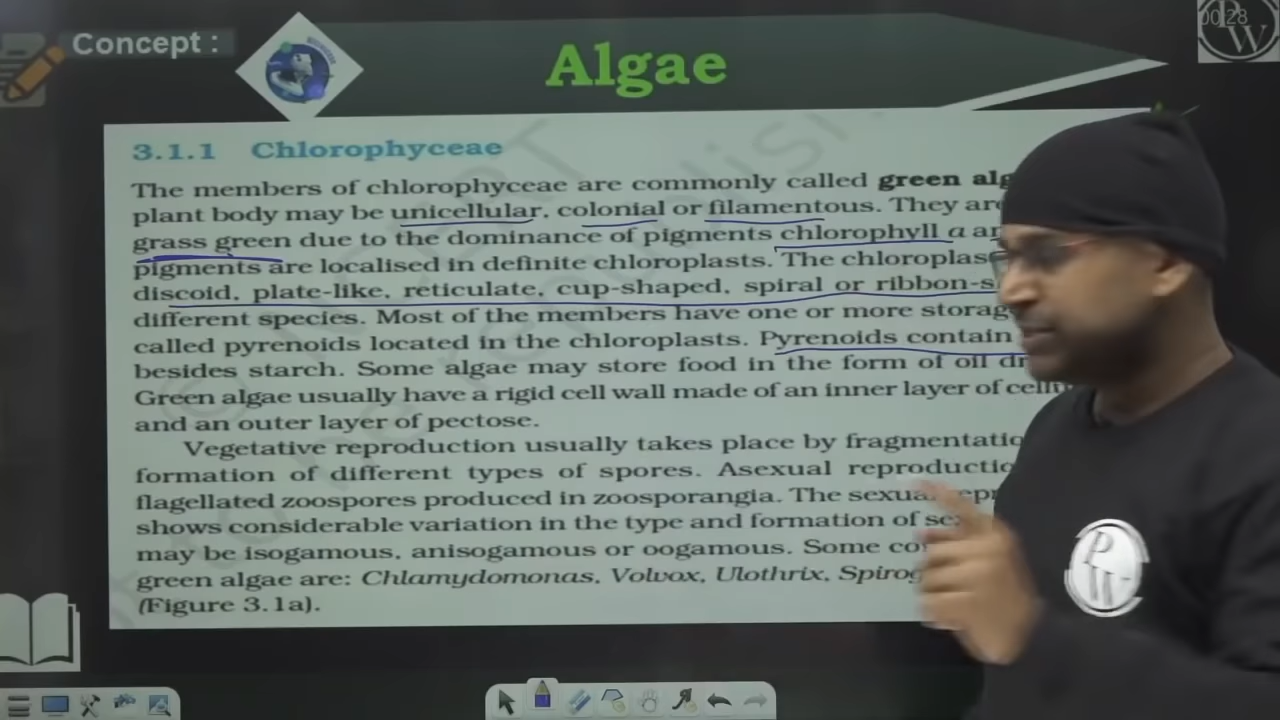 Concept :
Algae
00:28
PW
3.1.1 Chlorophyceae
The members of chlorophyceae are commonly called green alg
plant body may be unicellular, colonial or filamentous. They are
grass green due to the dominance of pigments chlorophyll a an
pigments are localised in definite chloroplasts. The chloroplas
discoid, plate-like, reticulate, cup-shaped, spiral or ribbon-s
different species. Most of the members have one or more storag
called pyrenoids located in the chloroplasts. Pyrenoids contain
besides starch. Some algae may store food in the form of oil dr
Green algae usually have a rigid cell wall made of an inner layer of cellu
and an outer layer of pectose.
Vegetative reproduction usually takes place by fragmentatio
formation of different types of spores. Asexual reproductio
flagellated zoospores produced in zoosporangia. The sexual repr
shows considerable variation in the type and formation of se
may be isogamous, anisogamous or oogamous. Some co
green algae are: Chlamydomonas, Volvox, Ulothrix, Spirog
(Figure 3.1a).
PW